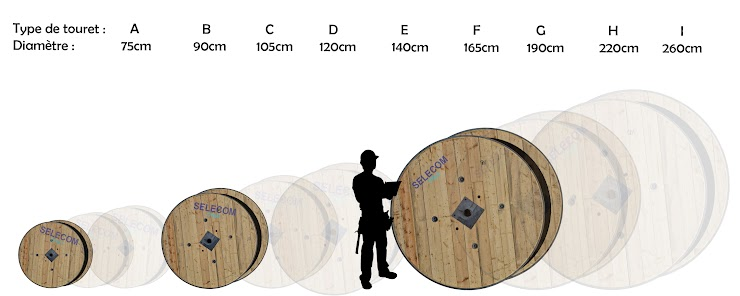 Type de touret : A B C D E F G H I
Diamètre : 75cm 90cm 105cm 120cm 140cm 165cm 190cm 220cm 260cm
SELECOM
SELECOM
SELECOM